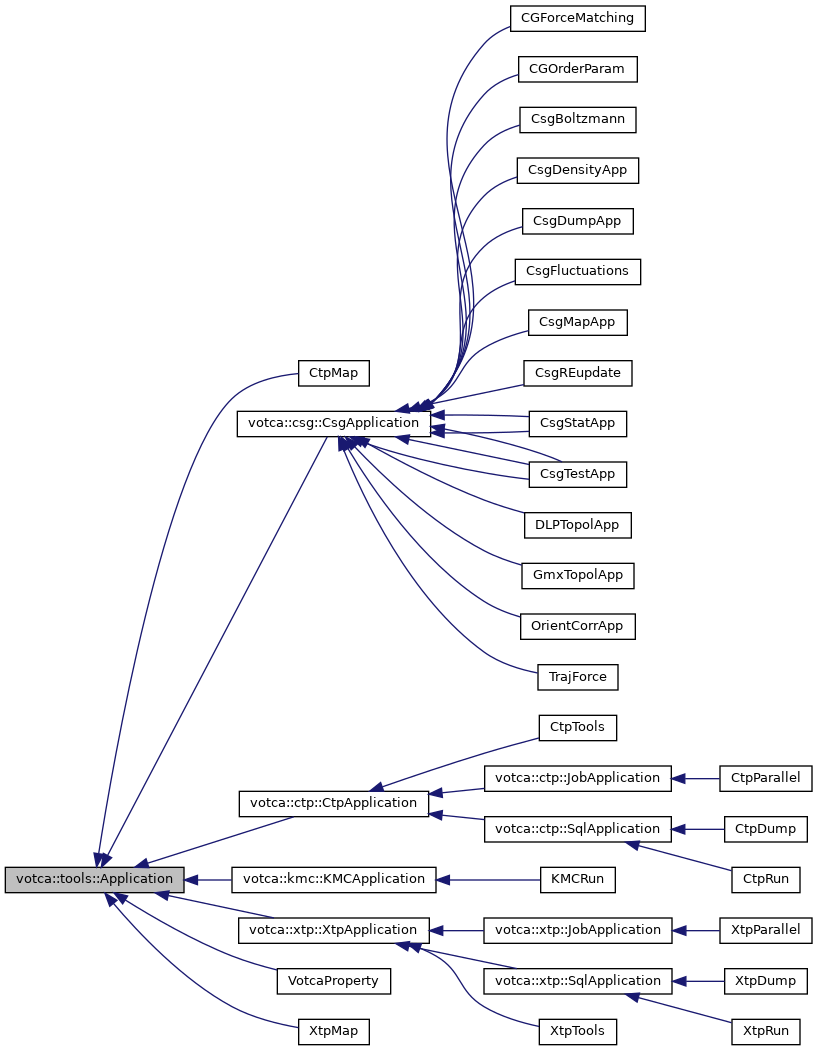 CGForceMatching
CGOrderParam
CsgBoltzmann
CsgDensityApp
CsgDumpApp
CsgFluctuations
CsgMapApp
CtpMap
CsgREupdate
votca::csg::CsgApplication
CsgStatApp
CsgTestApp
DLPTopolApp
GmxTopolApp
OrientCorrApp
TrajForce
CtpTools
votca::ctp::JobApplication
CtpParallel
votca::ctp::CtpApplication
votca::ctp::SqlApplication
CtpDump
votca::tools::Application
votca::kmc::KMCApplication
KMCRun
CtpRun
votca::xtp::XtpApplication
votca::xtp::JobApplication
XtpParallel
VotcaProperty
votca::xtp::SqlApplication
XtpDump
XtpMap
XtpTools
XtpRun